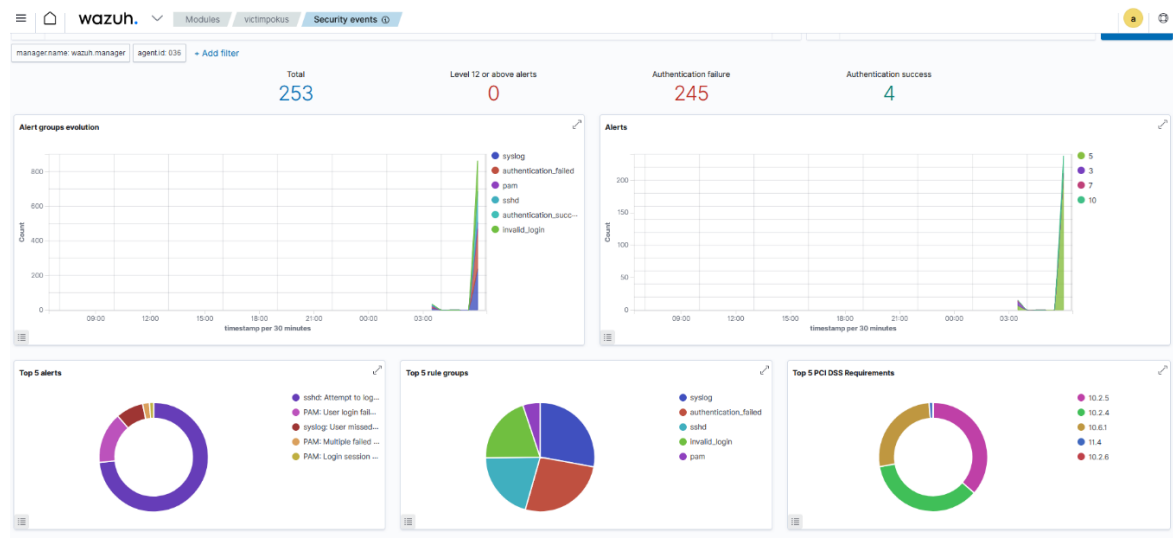 wazuh. Modules victimpokus Security events a
manager.name: wazuh.manager agent.id: 036 + Add filter
Total Level 12 or above alerts Authentication failure Authentication success
253 0 245 4
Alert groups evolution
800
600
400
200
0
Count
09:00 12:00 15:00 18:00 21:00 00:00 03:00
timestamp per 30 minutes
syslog
authentication_failed
pam
sshd
authentication_succ...
invalid_login
Alerts
200
150
100
50
0
Count
09:00 12:00 15:00 18:00 21:00 00:00 03:00
timestamp per 30 minutes
5
3
7
10
Top 5 alerts
sshd: Attempt to log...
PAM: User login fail...
syslog: User missed...
PAM: Multiple failed ...
PAM: Login session ...
Top 5 rule groups
syslog
authentication_failed
sshd
invalid_login
pam
Top 5 PCI DSS Requirements
10.2.5
10.2.4
10.6.1
11.4
10.2.6